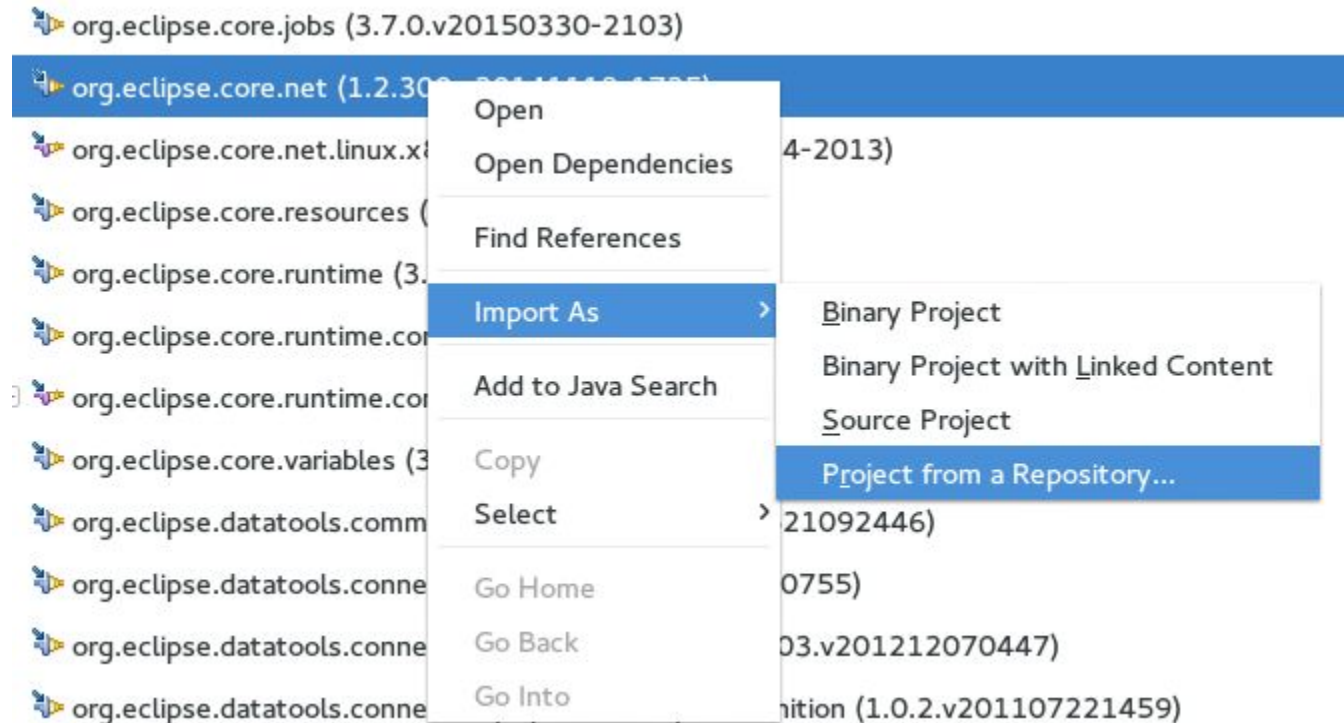 org.eclipse.core.jobs (3.7.0.v20150330-2103)
org.eclipse.core.net (1.2.300
org.eclipse.core.net.linux.x8 4-2013)
org.eclipse.core.resources (
org.eclipse.core.runtime (3.
org.eclipse.core.runtime.com
org.eclipse.core.runtime.com
org.eclipse.core.variables (3
org.eclipse.datatools.comm 21092446)
org.eclipse.datatools.conne 0755)
org.eclipse.datatools.conne 03.v201212070447)
org.eclipse.datatools.conne nition (1.0.2.v201107221459)
Open
Open Dependencies
Find References
Import As
Add to Java Search
Copy
Select
Go Home
Go Back
Go Into
Binary Project
Binary Project with Linked Content
Source Project
Project from a Repository...